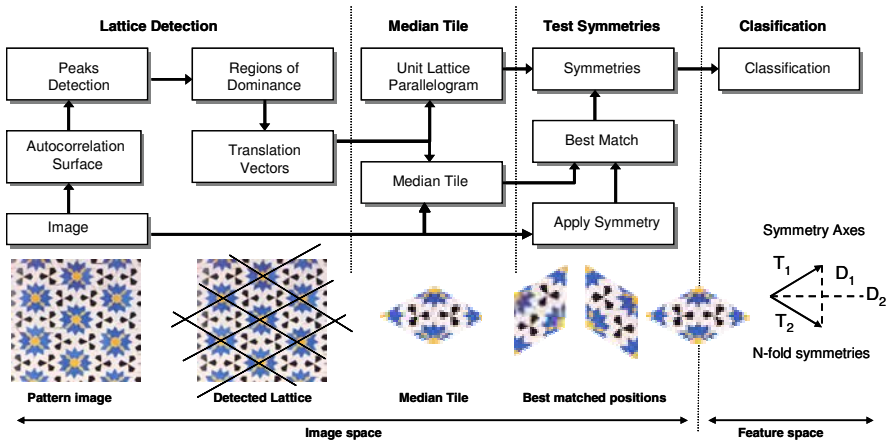 Lattice Detection
Median Tile
Test Symmetries
Clasification
Peaks
Detection
Regions of
Dominance
Unit Lattice
Parallelogram
Symmetries
Classification
Autocorrelation
Surface
Translation
Vectors
Best Match
Median Tile
Image
Apply Symmetry
Symmetry Axes
T1
D1
D2
T2
N-fold symmetries
Pattern image
Detected Lattice
Median Tile
Best matched positions
Image space
Feature space